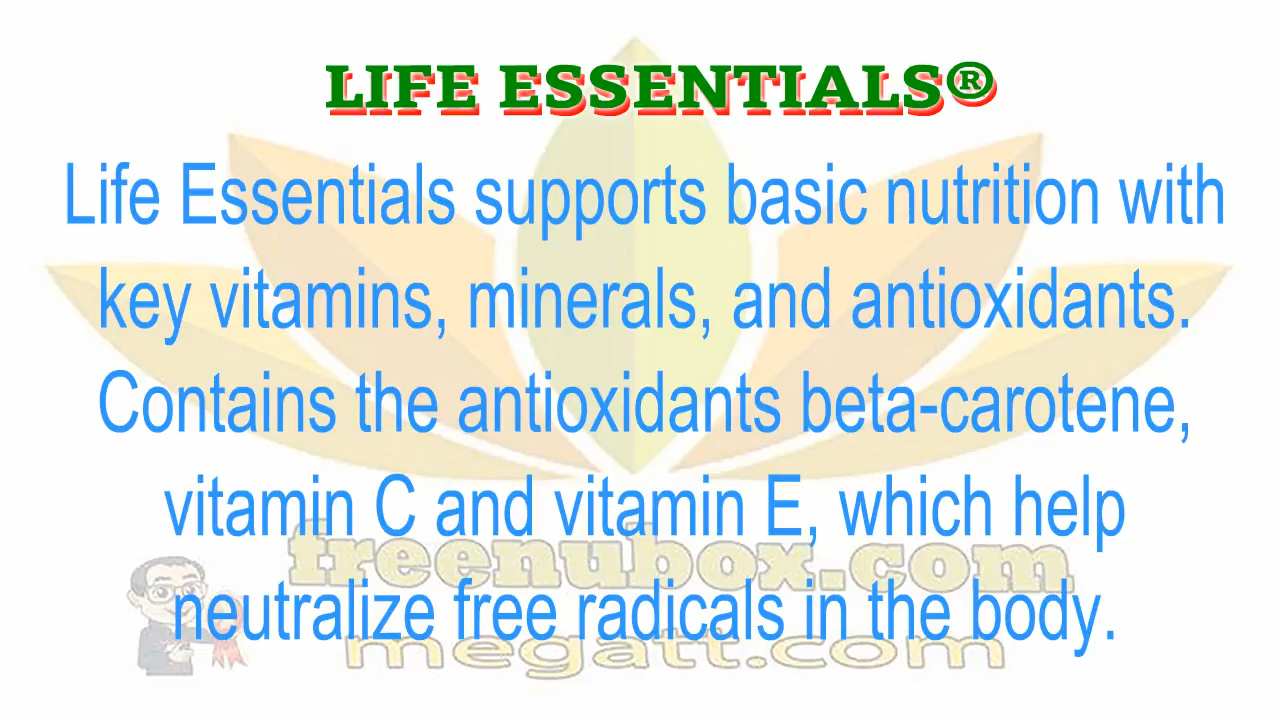 LIFE ESSENTIALS®
Life Essentials supports basic nutrition with
key vitamins, minerals, and antioxidants.
Contains the antioxidants beta-carotene,
vitamin C and vitamin E, which help
freenubox.com
neutralize free radicals in the body.
megatt.com